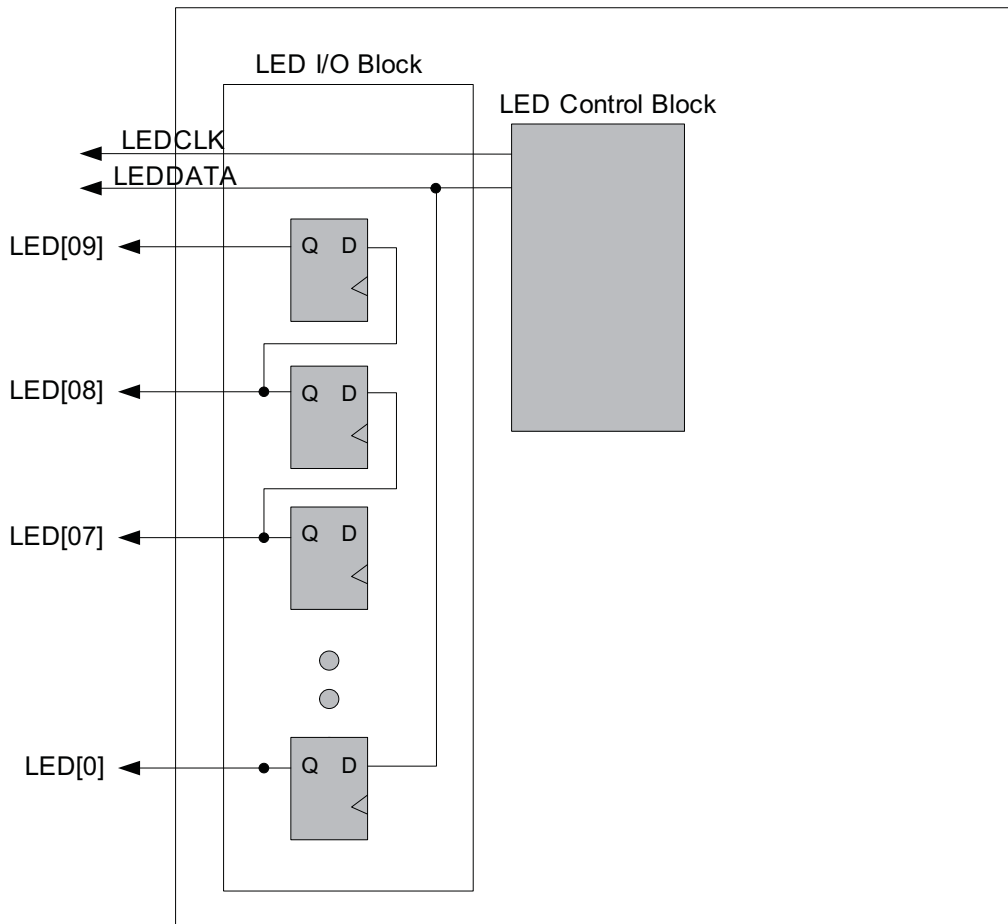 LED I/O Block
LED Control Block
LEDCLK
LEDDATA
LED[09]
Q D
LED[08]
Q D
LED[07]
Q D
LED[0]
Q D